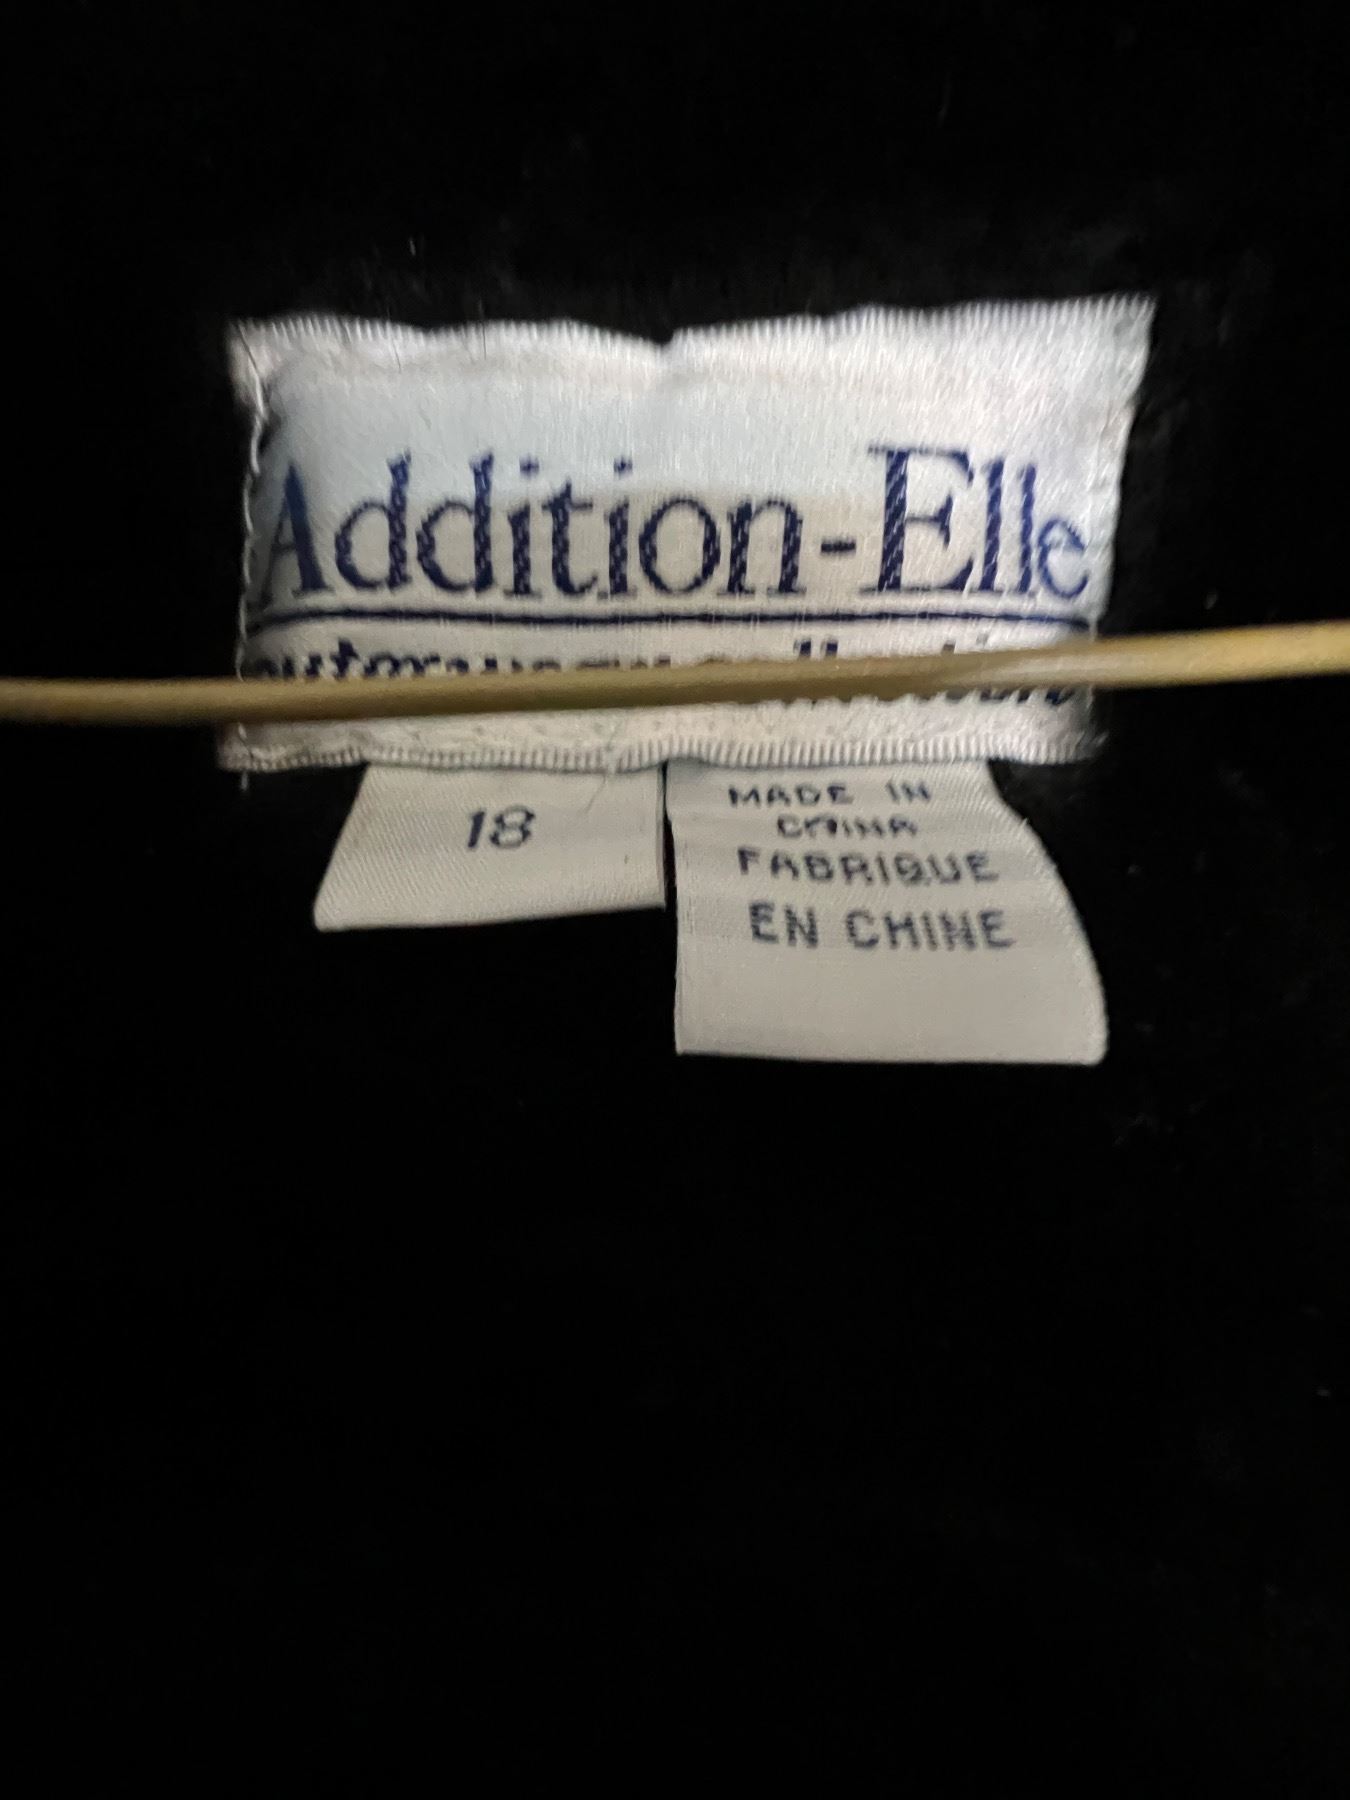 Addition-Elle
18
MADE IN
CHINA
FABRIQUE
EN CHINE